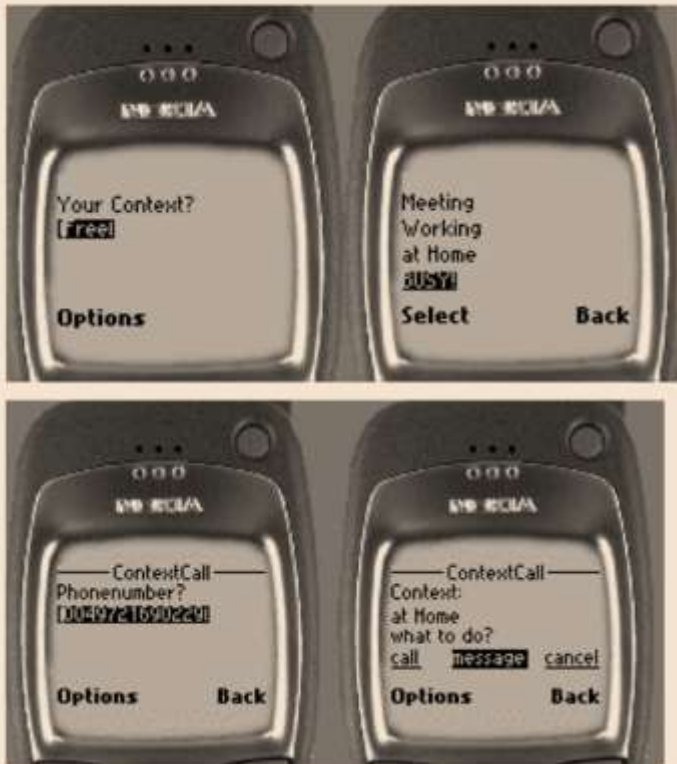 Your Context?
[Free]
Options
Meeting
Working
at Home
BUSY!
Select Back
ContextCall
Phonenumber?
[0049721690229]
Options Back
ContextCall
Context:
at Home
what to do?
call message cancel
Options Back